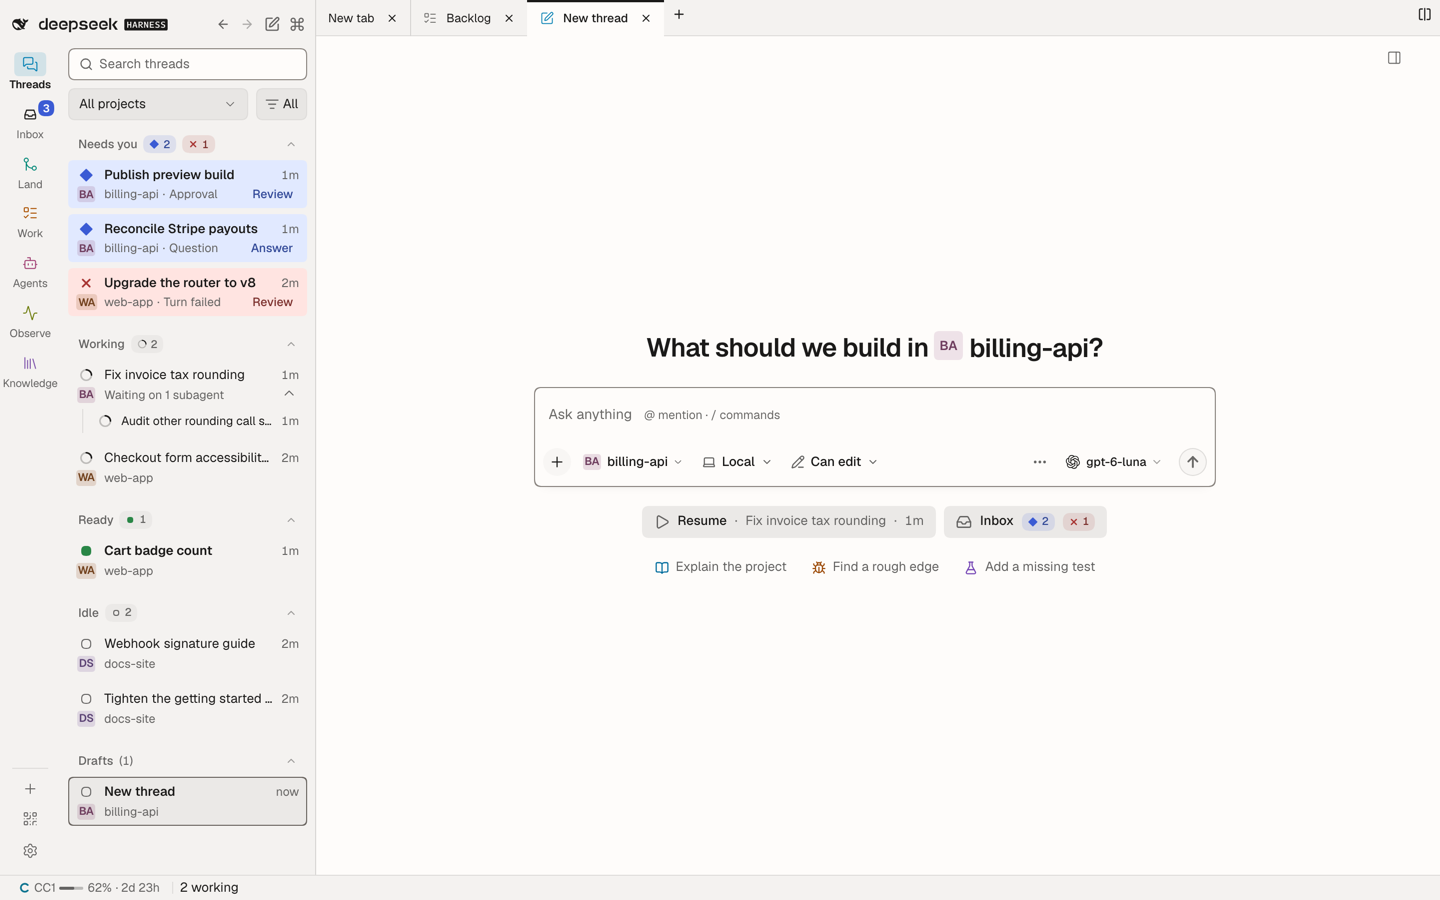 deepseek HARNESS
New tab
Backlog
New thread
Threads
3
Inbox
Land
Work
Agents
Observe
Knowledge
Search threads
All projects
All
Needs you 2 1
Publish preview build 1m
BA billing-api · Approval Review
Reconcile Stripe payouts 1m
BA billing-api · Question Answer
Upgrade the router to v8 2m
WA web-app · Turn failed Review
Working 2
Fix invoice tax rounding 1m
BA Waiting on 1 subagent
Audit other rounding call s... 1m
Checkout form accessibilit... 2m
WA web-app
Ready 1
Cart badge count 1m
WA web-app
Idle 2
Webhook signature guide 2m
DS docs-site
Tighten the getting started ... 2m
DS docs-site
Drafts (1)
New thread now
BA billing-api
What should we build in BA billing-api?
Ask anything @ mention · / commands
BA billing-api Local Can edit gpt-6-luna
Resume · Fix invoice tax rounding · 1m
Inbox 2 1
Explain the project
Find a rough edge
Add a missing test
CC1 62% · 2d 23h 2 working